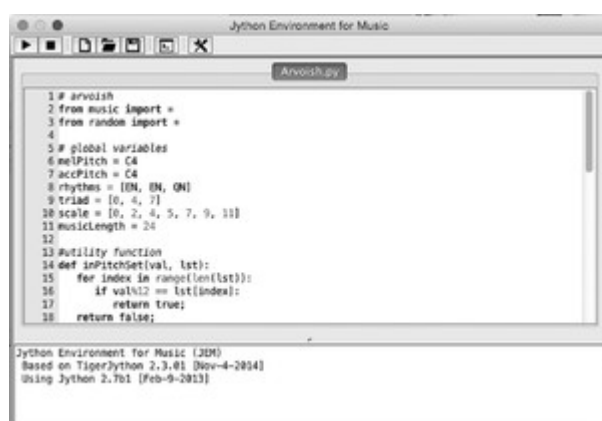 Jython Environment for Music
Arvoish.py
1 # arvoish
2 from music import *
3 from random import *
4
5 # global variables
6 melPitch = C4
7 accPitch = C4
8 rhythms = [EN, EN, QN]
9 triad = [0, 4, 7]
10 scale = [0, 2, 4, 5, 7, 9, 11]
11 musicLength = 24
12
13 #utility function
14 def inPitchSet(val, lst):
15 for index in range(len(lst)):
16 if val%12 == lst[index]:
17 return true;
18 return false;
Jython Environment for Music (JEM)
Based on TigerJython 2.3.01 [Nov-4-2014]
Using Jython 2.7b1 [Feb-9-2013]